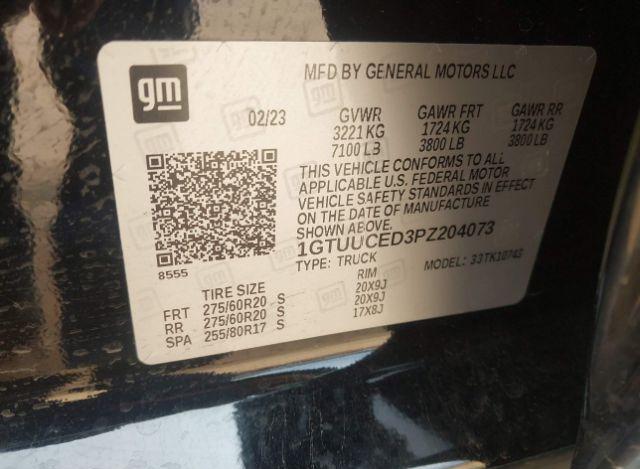 gm
MFD BY GENERAL MOTORS LLC
02/23 GVWR GAWR FRT GAWR RR
3221 KG 1724 KG 1724 KG
7100 LB 3800 LB 3800 LB
THIS VEHICLE CONFORMS TO ALL
APPLICABLE U.S. FEDERAL MOTOR
VEHICLE SAFETY STANDARDS IN EFFECT
ON THE DATE OF MANUFACTURE
SHOWN ABOVE.
1GTUUCED3PZ204073
TYPE: TRUCK MODEL: 33TK10743
8555
TIRE SIZE RIM
FRT 275/60R20 S 20X9J
RR 275/60R20 S 20X9J
SPA 255/80R17 S 17X8J